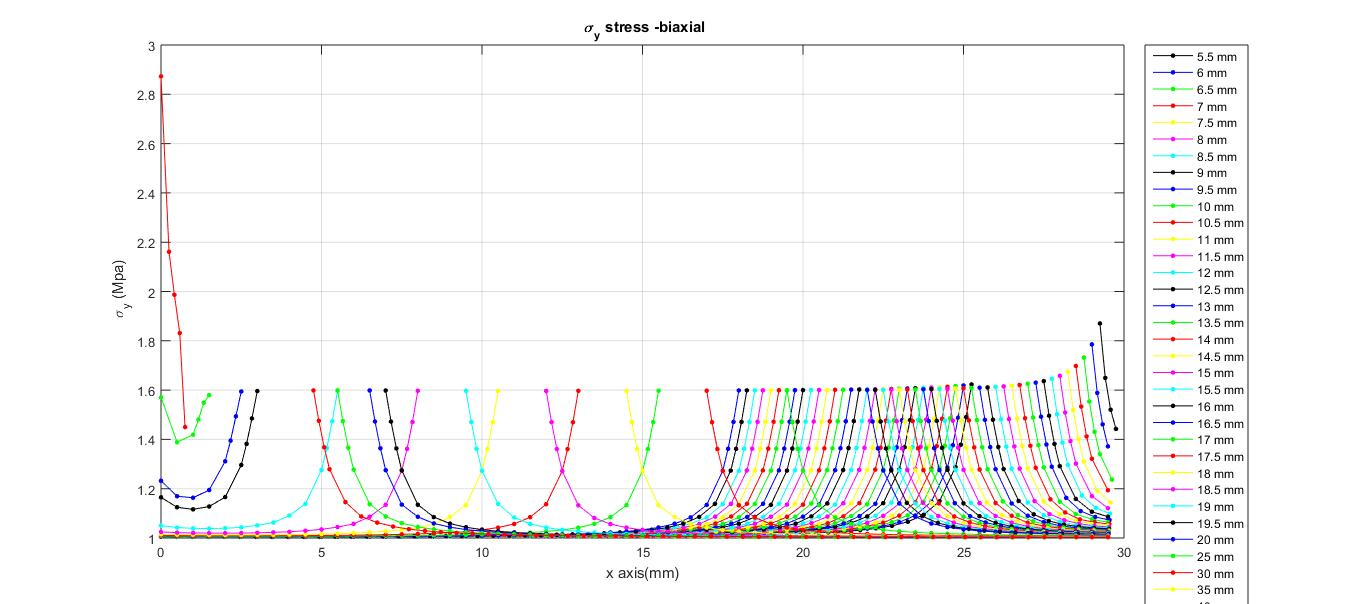 σy stress -biaxial
3
2.8
2.6
2.4
2.2
2
1.8
1.6
1.4
1.2
1
σy (Mpa)
0 5 10 15 20 25 30
x axis(mm)
5.5 mm
6 mm
6.5 mm
7 mm
7.5 mm
8 mm
8.5 mm
9 mm
9.5 mm
10 mm
10.5 mm
11 mm
11.5 mm
12 mm
12.5 mm
13 mm
13.5 mm
14 mm
14.5 mm
15 mm
15.5 mm
16 mm
16.5 mm
17 mm
17.5 mm
18 mm
18.5 mm
19 mm
19.5 mm
20 mm
25 mm
30 mm
35 mm